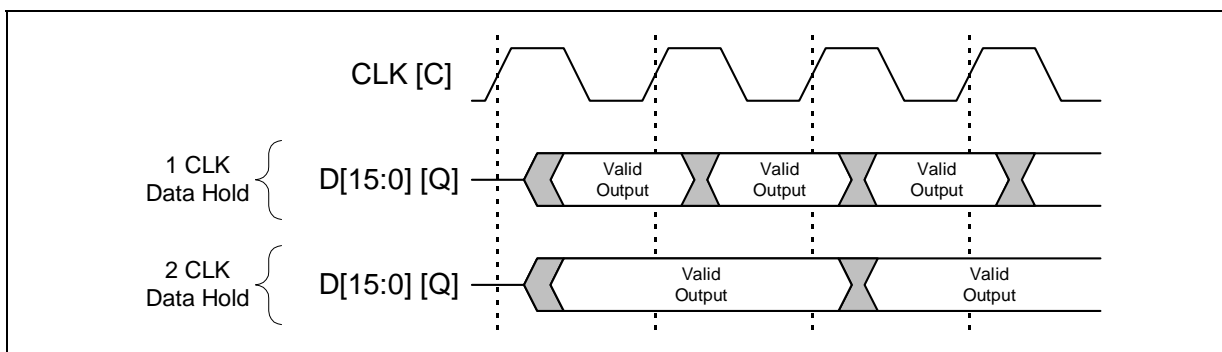 CLK [C]
1 CLK
Data Hold
D[15:0] [Q]
Valid
Output
Valid
Output
Valid
Output
2 CLK
Data Hold
D[15:0] [Q]
Valid
Output
Valid
Output